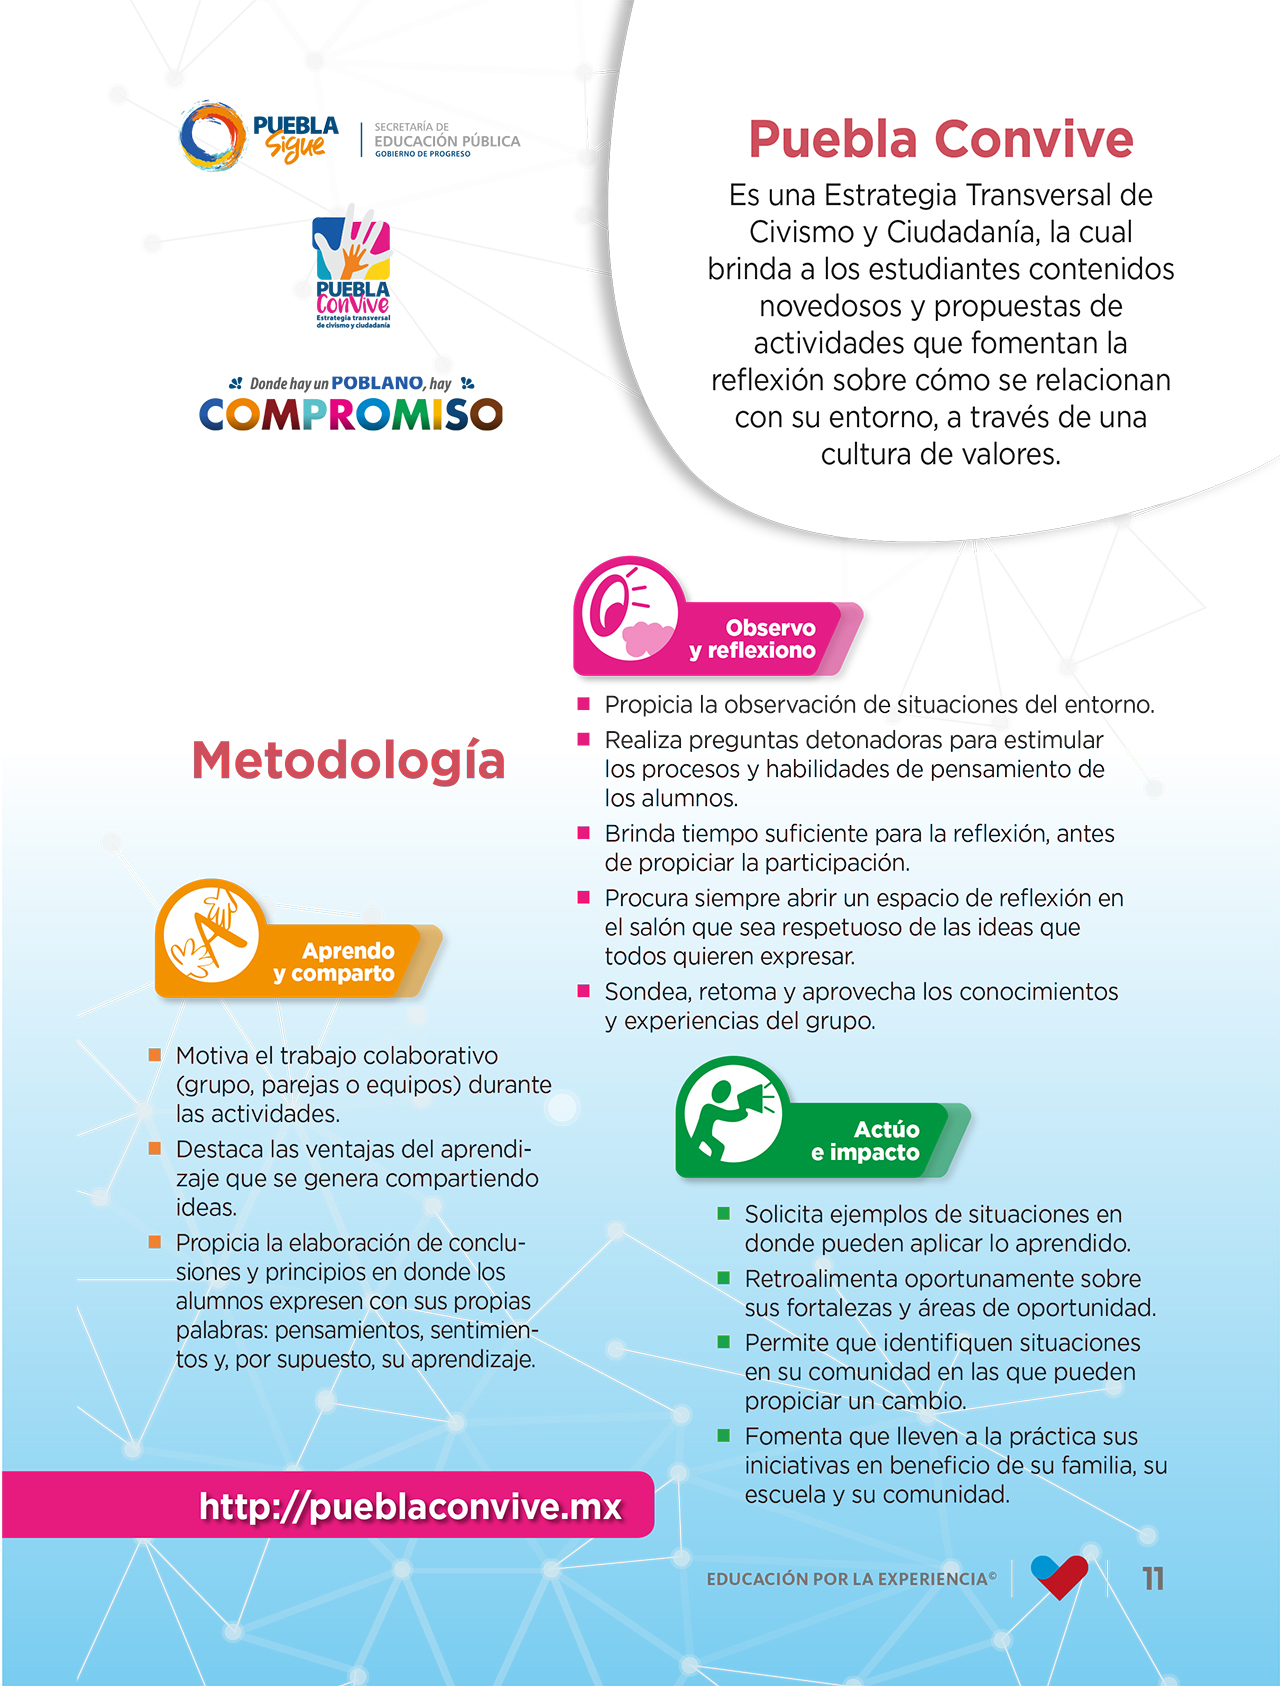 PUEBLA
Sigue
SECRETARÍA DE
EDUCACIÓN PÚBLICA
GOBIERNO DE PROGRESO
PUEBLA
ConVive
Estrategia transversal
de civismo y ciudadanía
Donde hay un POBLANO, hay
COMPROMISO
Puebla Convive
Es una Estrategia Transversal de
Civismo y Ciudadanía, la cual
brinda a los estudiantes contenidos
novedosos y propuestas de
actividades que fomentan la
reflexión sobre cómo se relacionan
con su entorno, a través de una
cultura de valores.
Metodología
Observo
y reflexiono
Propicia la observación de situaciones del entorno.
Realiza preguntas detonadoras para estimular
los procesos y habilidades de pensamiento de
los alumnos.
Brinda tiempo suficiente para la reflexión, antes
de propiciar la participación.
Procura siempre abrir un espacio de reflexión en
el salón que sea respetuoso de las ideas que
todos quieren expresar.
Sondea, retoma y aprovecha los conocimientos
y experiencias del grupo.
A
Aprendo
y comparto
Motiva el trabajo colaborativo
(grupo, parejas o equipos) durante
las actividades.
Destaca las ventajas del aprendi-
zaje que se genera compartiendo
ideas.
Propicia la elaboración de conclu-
siones y principios en donde los
alumnos expresen con sus propias
palabras: pensamientos, sentimien-
tos y, por supuesto, su aprendizaje.
Actúo
e impacto
Solicita ejemplos de situaciones en
donde pueden aplicar lo aprendido.
Retroalimenta oportunamente sobre
sus fortalezas y áreas de oportunidad.
Permite que identifiquen situaciones
en su comunidad en las que pueden
propiciar un cambio.
Fomenta que lleven a la práctica sus
iniciativas en beneficio de su familia, su
escuela y su comunidad.
http://pueblaconvive.mx
EDUCACIÓN POR LA EXPERIENCIA©
11